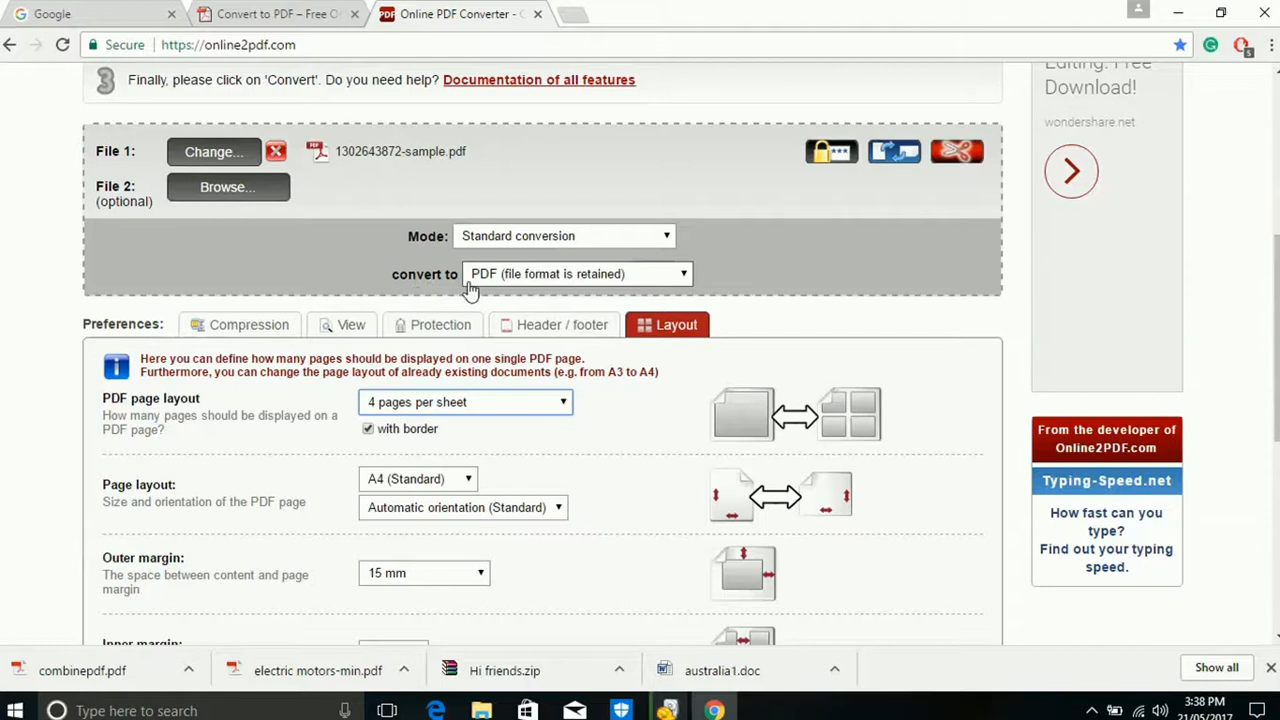 Google
Convert to PDF – Free O
PDF Online PDF Converter -
Secure https://online2pdf.com
5
3 Finally, please click on 'Convert'. Do you need help? Documentation of all features
Editing. Free
Download!
wondershare.net
File 1: Change... 1302643872-sample.pdf
File 2: Browse...
(optional)
Mode: Standard conversion
convert to PDF (file format is retained)
Preferences: Compression View Protection Header / footer Layout
Here you can define how many pages should be displayed on one single PDF page.
Furthermore, you can change the page layout of already existing documents (e.g. from A3 to A4)
PDF page layout 4 pages per sheet
How many pages should be displayed on a
PDF page?
with border
Page layout: A4 (Standard)
Size and orientation of the PDF page
Automatic orientation (Standard)
Outer margin:
The space between content and page
margin
15 mm
Inner margin:
From the developer of
Online2PDF.com
Typing-Speed.net
How fast can you
type?
Find out your typing
speed.
combinepdf.pdf electric motors-min.pdf Hi friends.zip australia1.doc Show all
Type here to search
3:38 PM
21/05/2017